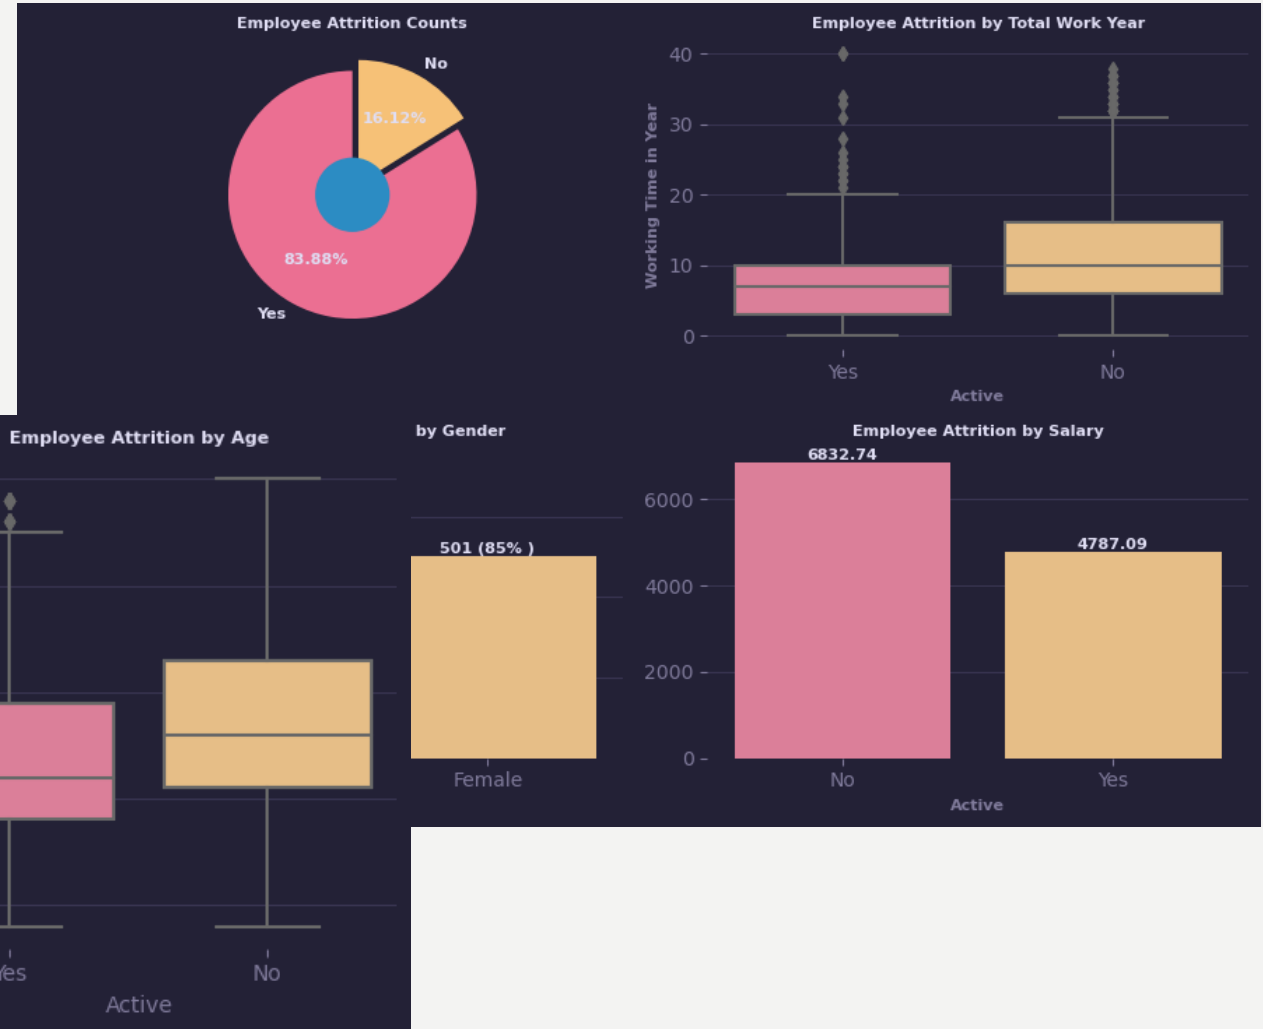 Employee Attrition Counts
No
16.12%
83.88%
Yes
Employee Attrition by Total Work Year
Working Time in Year
40
30
20
10
0
Yes
No
Active
Employee Attrition by Age
Yes
No
Active
by Gender
501 (85% )
Female
Employee Attrition by Salary
6832.74
4787.09
6000
4000
2000
0
No
Yes
Active